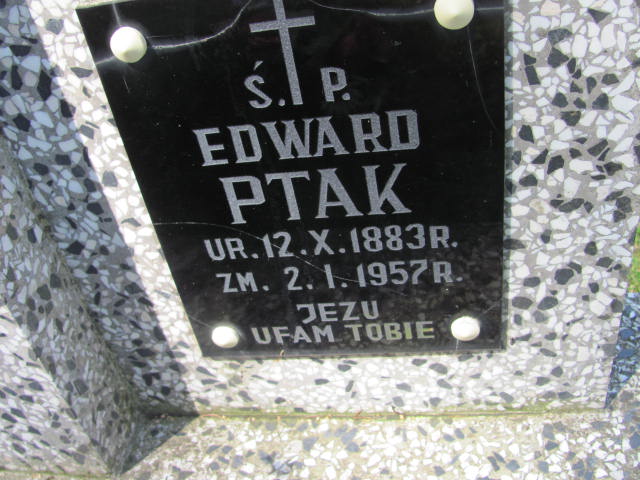 Ś. P.
EDWARD
PTAK
UR. 12. X. 1883 R.
ZM. 2. I. 1957 R.
JEZU
UFAM TOBIE